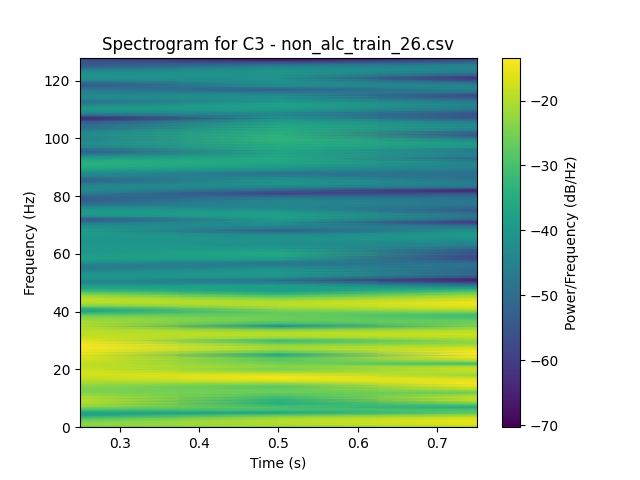 Spectrogram for C3 - non_alc_train_26.csv
120
100
80
60
40
20
0
Frequency (Hz)
0.3 0.4 0.5 0.6 0.7
Time (s)
−20
−30
−40
−50
−60
−70
Power/Frequency (dB/Hz)